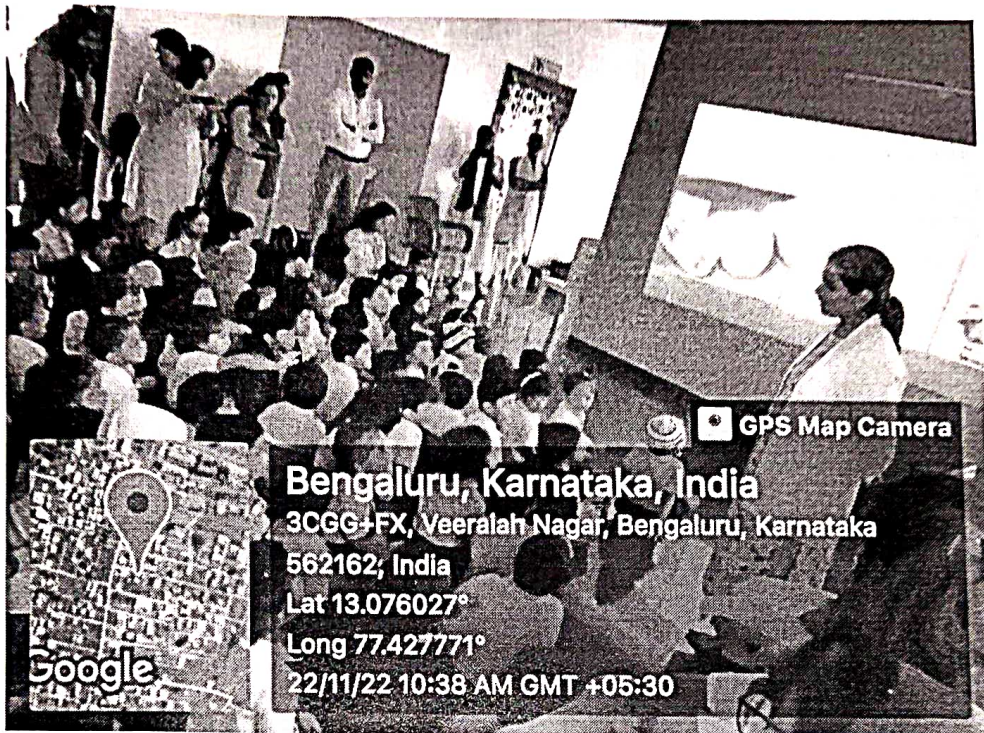 GPS Map Camera
Bengaluru, Karnataka, India
3CGG+FX, Veeraiah Nagar, Bengaluru, Karnataka
562162, India
Lat 13.076027°
Long 77.427771°
22/11/22 10:38 AM GMT +05:30
Google